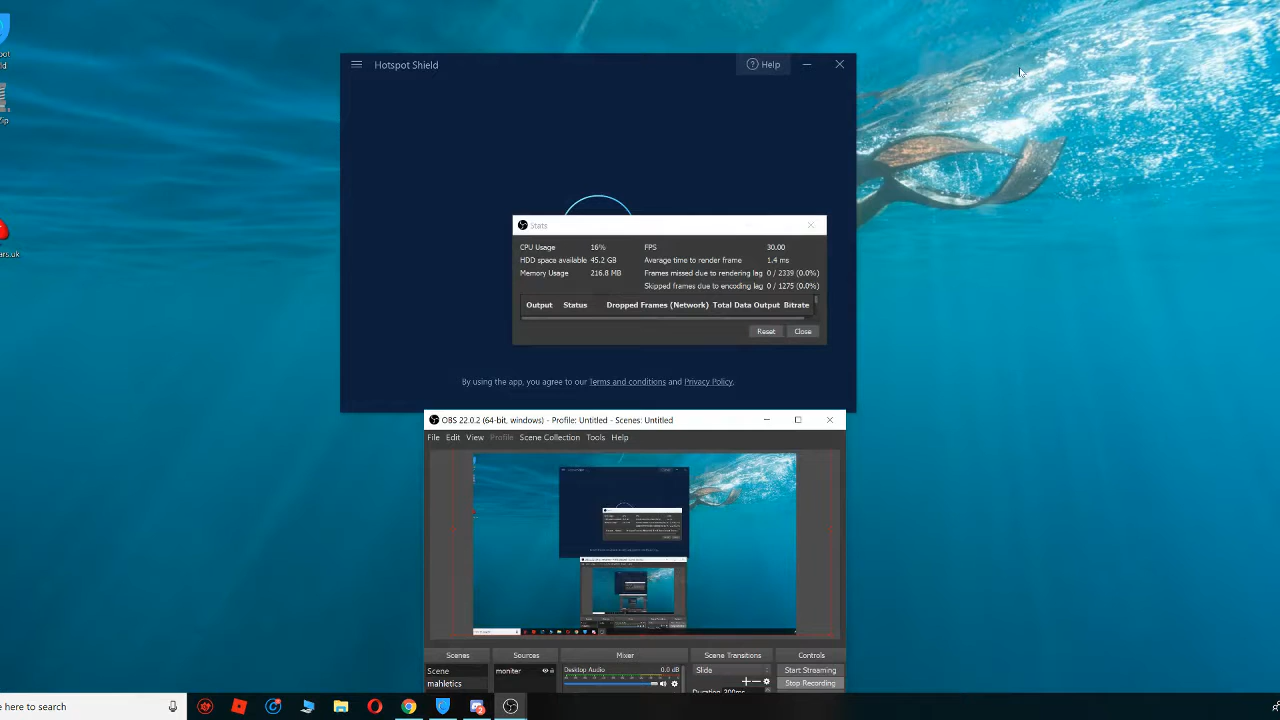 Hotspot Shield
Help
Stats
CPU Usage 16% FPS 30.00
HDD space available 45.2 GB Average time to render frame 1.4 ms
Memory Usage 216.8 MB Frames missed due to rendering lag 0 / 2339 (0.0%)
Skipped frames due to encoding lag 0 / 1275 (0.0%)
Output Status Dropped Frames (Network) Total Data Output Bitrate
Reset Close
By using the app, you agree to our Terms and conditions and Privacy Policy.
OBS 22.0.2 (64-bit, windows) - Profile: Untitled - Scenes: Untitled
File Edit View Profile Scene Collection Tools Help
Scenes Sources Mixer Scene Transitions Controls
Scene moniter Desktop Audio 0.0 dB Slide Start Streaming
mahletics Stop Recording
Duration 300ms
Zip
ars.uk
e here to search